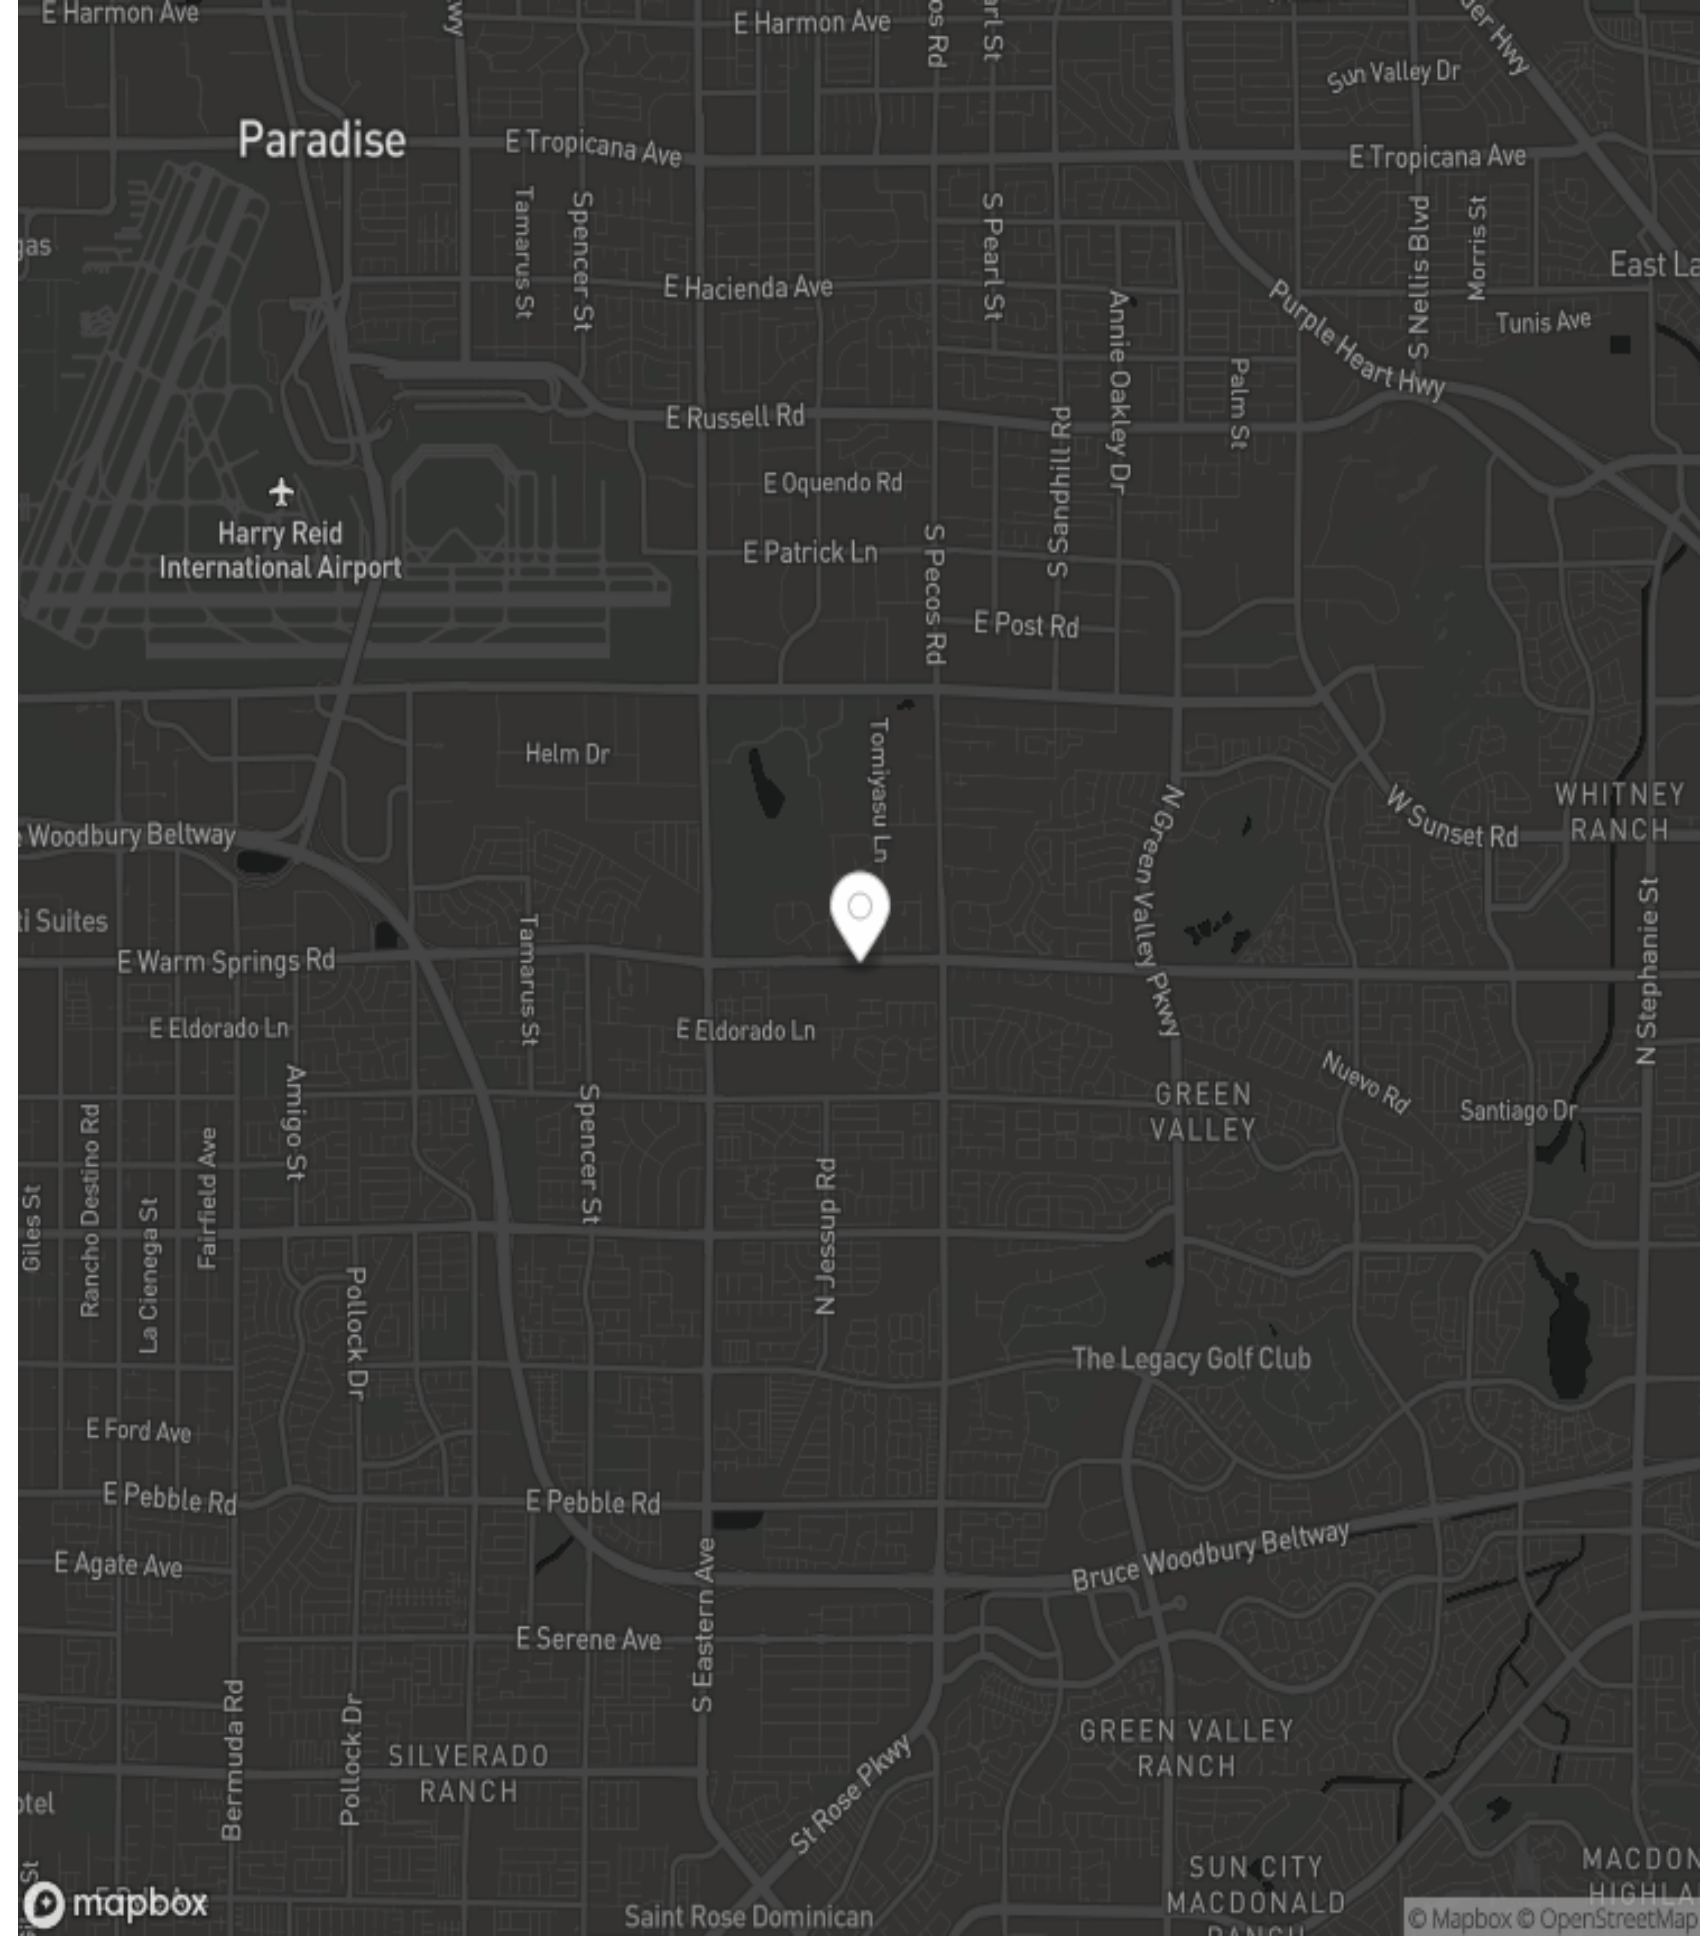 E Harmon Ave
E Harmon Ave
Sun Valley Dr
Paradise
E Tropicana Ave
E Tropicana Ave
Tamarus St
Spencer St
S Pearl St
S Nellis Blvd
Morris St
E Hacienda Ave
Annie Oakley Dr
Purple Heart Hwy
Tunis Ave
Palm St
E Russell Rd
S Sandhill Rd
E Oquendo Rd
Harry Reid
International Airport
E Patrick Ln
S Pecos Rd
E Post Rd
Helm Dr
Tomiyasu Ln
N Green Valley Pkwy
W Sunset Rd
WHITNEY
RANCH
Woodbury Beltway
Suites
E Warm Springs Rd
Tamarus St
N Stephanie St
E Eldorado Ln
E Eldorado Ln
Amigo St
Spencer St
GREEN
VALLEY
Nuevo Rd
Santiago Dr
Giles St
Rancho Destino Rd
La Cienega St
Fairfield Ave
N Jessup Rd
Pollock Dr
The Legacy Golf Club
E Ford Ave
E Pebble Rd
E Pebble Rd
E Agate Ave
Bruce Woodbury Beltway
S Eastern Ave
E Serene Ave
Bermuda Rd
Pollock Dr
SILVERADO
RANCH
GREEN VALLEY
RANCH
St Rose Pkwy
SUN CITY
MACDONALD
RANCH
Saint Rose Dominican
mapbox
© Mapbox © OpenStreetMap